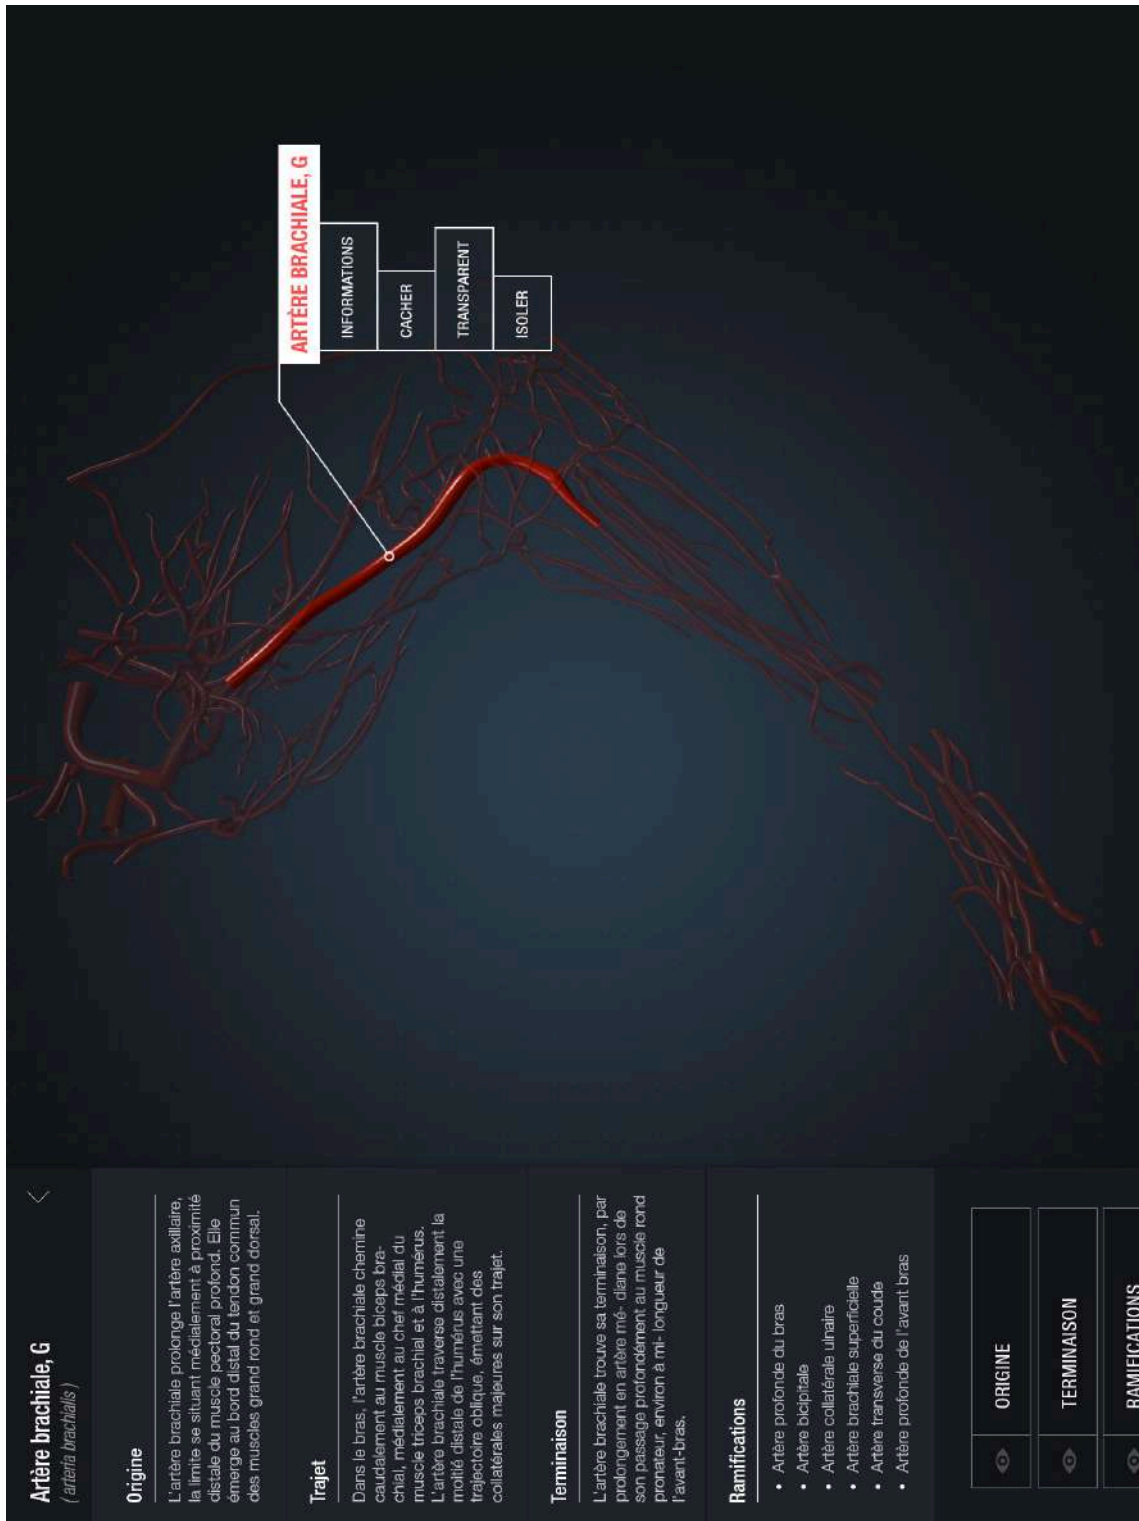 Artère brachiale, G
( arteria brachialis )
Origine
L'artère brachiale prolonge l'artère axillaire,
la limite se situant médialement à proximité
distale du muscle pectoral profond. Elle
émerge au bord distal du tendon commun
des muscles grand rond et grand dorsal.
Trajet
Dans le bras, l'artère brachiale chemine
caudalement au muscle biceps bra-
chial, médialement au chef médial du
muscle triceps brachial et à l'humérus.
L'artère brachiale traverse distalement la
moitié distale de l'humérus avec une
trajectoire oblique, émettant des
collatérales majeures sur son trajet.
Terminaison
L'artère brachiale trouve sa terminaison, par
prolongement en artère mé- diane lors de
son passage profondément au muscle rond
pronateur, environ à mi- longueur de
l'avant-bras.
Ramifications
• Artère profonde du bras
• Artère bicipitale
• Artère collatérale ulnaire
• Artère brachiale superficielle
• Artère transverse du coude
• Artère profonde de l'avant bras
ORIGINE
TERMINAISON
RAMIFICATIONS
ARTÈRE BRACHIALE, G
INFORMATIONS
CACHER
TRANSPARENT
ISOLER